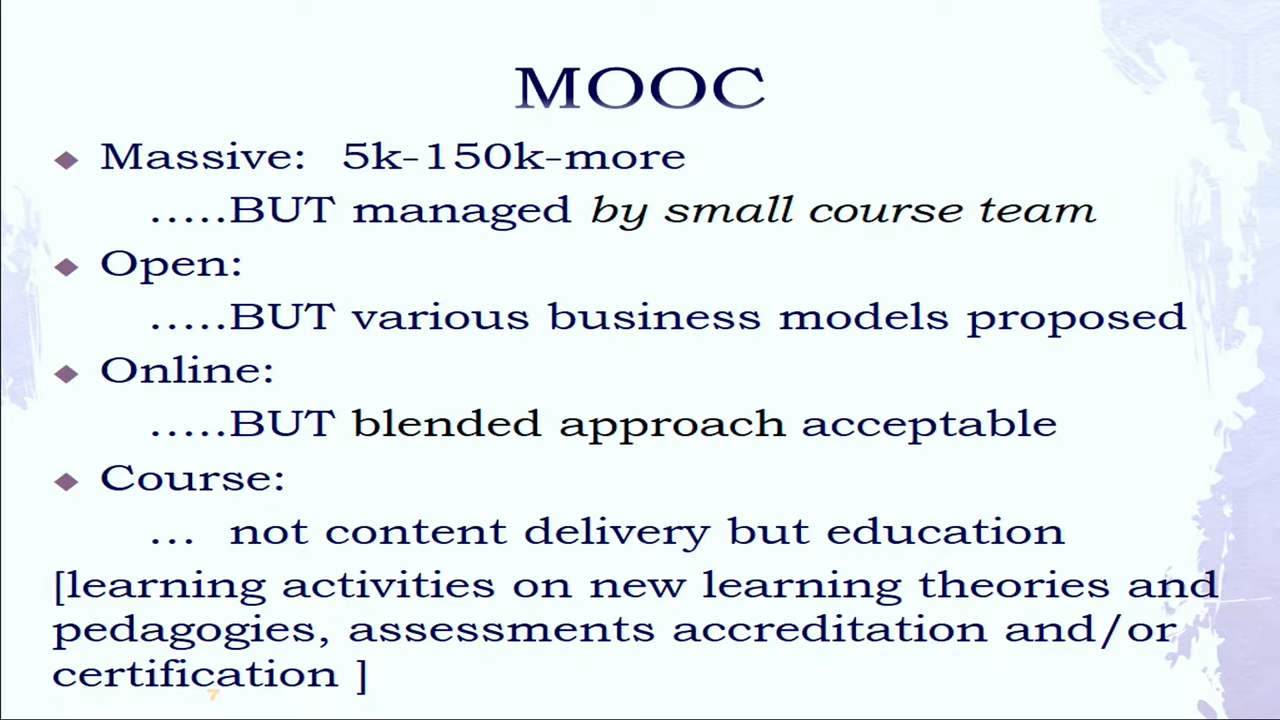 MOOC
Massive: 5k-150k-more
.....BUT managed by small course team
Open:
.....BUT various business models proposed
Online:
.....BUT blended approach acceptable
Course:
... not content delivery but education
[learning activities on new learning theories and
pedagogies, assessments accreditation and/or
certification ]
7